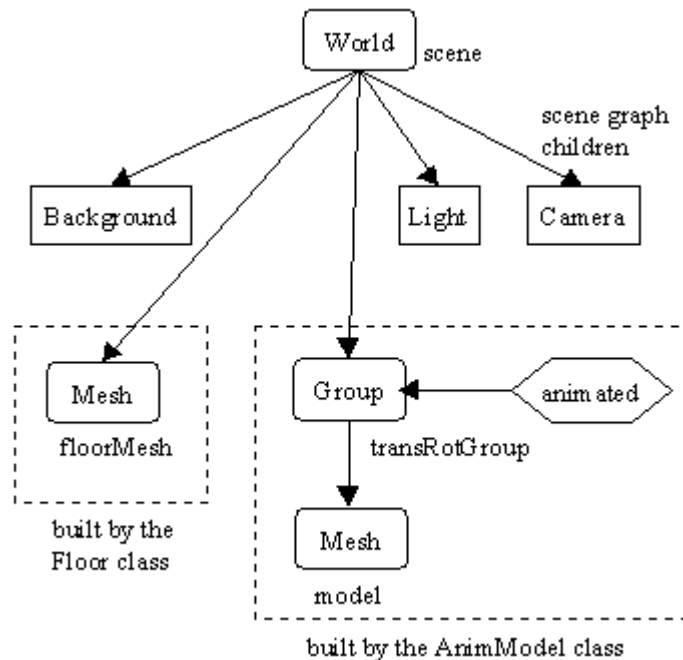 World
scene
scene graph
children
Background
Light
Camera
Mesh
floorMesh
built by the
Floor class
Group
animated
transRotGroup
Mesh
model
built by the AnimModel class